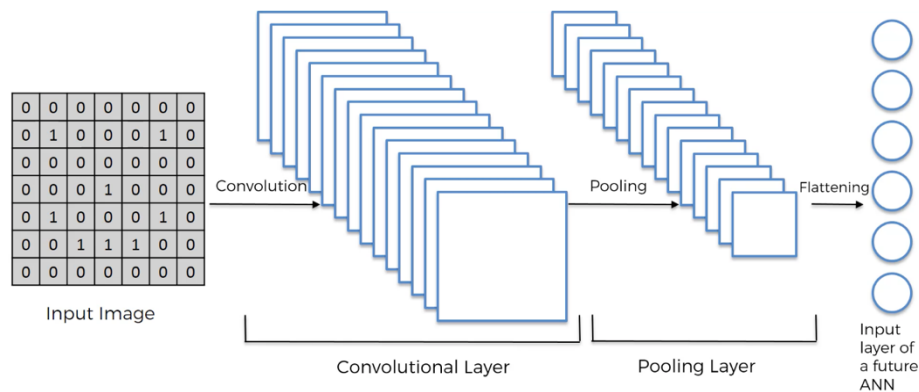 0 0 0 0 0 0 0
0 1 0 0 0 1 0
0 0 0 0 0 0 0
0 0 0 1 0 0 0
0 1 0 0 0 1 0
0 0 1 1 1 0 0
0 0 0 0 0 0 0
Input Image
Convolution
Convolutional Layer
Pooling
Pooling Layer
Flattening
Input
layer of
a future
ANN